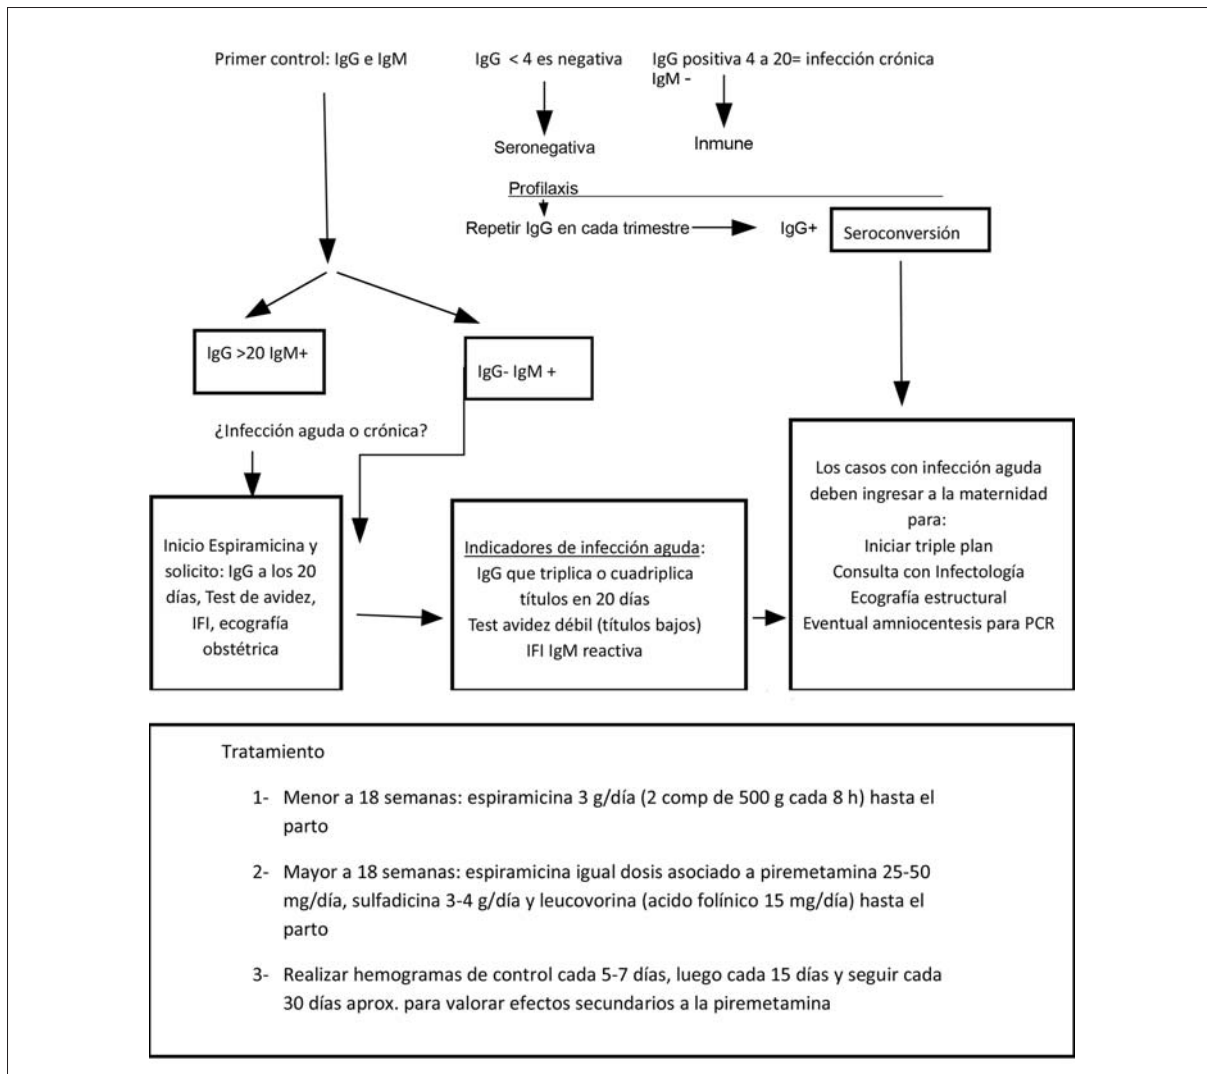 Primer control: IgG e IgM
IgG < 4 es negativa
IgG positiva 4 a 20= infección crónica
IgM -
Seronegativa
Inmune
Profilaxis
Repetir IgG en cada trimestre
IgG+
Seroconversión
IgG >20 IgM+
IgG- IgM +
¿Infección aguda o crónica?
Inicio Espiramicina y
solicito: IgG a los 20
días, Test de avidez,
IFI, ecografía
obstétrica
Indicadores de infección aguda:
IgG que triplica o cuadriplica
títulos en 20 días
Test avidez débil (títulos bajos)
IFI IgM reactiva
Los casos con infección aguda
deben ingresar a la maternidad
para:
Iniciar triple plan
Consulta con Infectología
Ecografía estructural
Eventual amniocentesis para PCR
Tratamiento
1- Menor a 18 semanas: espiramicina 3 g/día (2 comp de 500 g cada 8 h) hasta el
parto
2- Mayor a 18 semanas: espiramicina igual dosis asociado a piremetamina 25-50
mg/día, sulfadicina 3-4 g/día y leucovorina (acido folínico 15 mg/día) hasta el
parto
3- Realizar hemogramas de control cada 5-7 días, luego cada 15 días y seguir cada
30 días aprox. para valorar efectos secundarios a la piremetamina